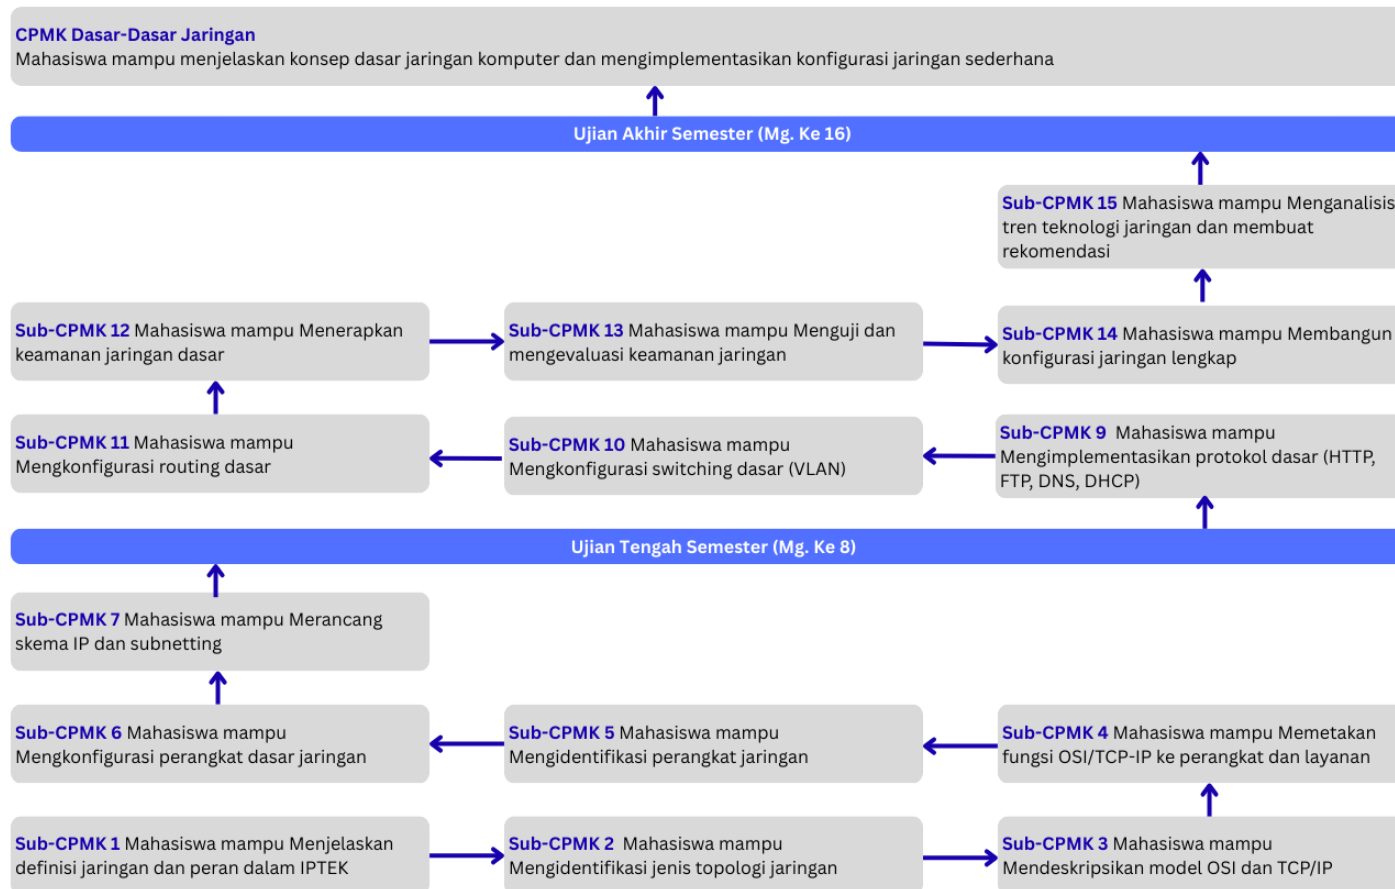 CPMK Dasar-Dasar Jaringan
Mahasiswa mampu menjelaskan konsep dasar jaringan komputer dan mengimplementasikan konfigurasi jaringan sederhana
Ujian Akhir Semester (Mg. Ke 16)
Sub-CPMK 15 Mahasiswa mampu Menganalisis
tren teknologi jaringan dan membuat
rekomendasi
Sub-CPMK 12 Mahasiswa mampu Menerapkan
keamanan jaringan dasar
Sub-CPMK 13 Mahasiswa mampu Menguji dan
mengevaluasi keamanan jaringan
Sub-CPMK 14 Mahasiswa mampu Membangun
konfigurasi jaringan lengkap
Sub-CPMK 11 Mahasiswa mampu
Mengkonfigurasi routing dasar
Sub-CPMK 10 Mahasiswa mampu
Mengkonfigurasi switching dasar (VLAN)
Sub-CPMK 9 Mahasiswa mampu
Mengimplementasikan protokol dasar (HTTP,
FTP, DNS, DHCP)
Ujian Tengah Semester (Mg. Ke 8)
Sub-CPMK 7 Mahasiswa mampu Merancang
skema IP dan subnetting
Sub-CPMK 6 Mahasiswa mampu
Mengkonfigurasi perangkat dasar jaringan
Sub-CPMK 5 Mahasiswa mampu
Mengidentifikasi perangkat jaringan
Sub-CPMK 4 Mahasiswa mampu Memetakan
fungsi OSI/TCP-IP ke perangkat dan layanan
Sub-CPMK 1 Mahasiswa mampu Menjelaskan
definisi jaringan dan peran dalam IPTEK
Sub-CPMK 2 Mahasiswa mampu
Mengidentifikasi jenis topologi jaringan
Sub-CPMK 3 Mahasiswa mampu
Mendeskripsikan model OSI dan TCP/IP